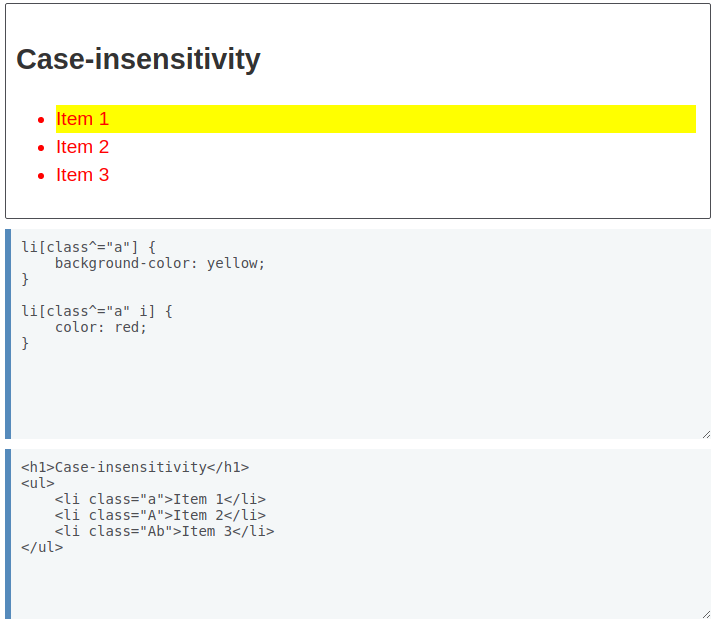 Case-insensitivity
Item 1
Item 2
Item 3
li[class^="a"] {
    background-color: yellow;
}

li[class^="a" i] {
    color: red;
}
<h1>Case-insensitivity</h1>
<ul>
    <li class="a">Item 1</li>
    <li class="A">Item 2</li>
    <li class="Ab">Item 3</li>
</ul>